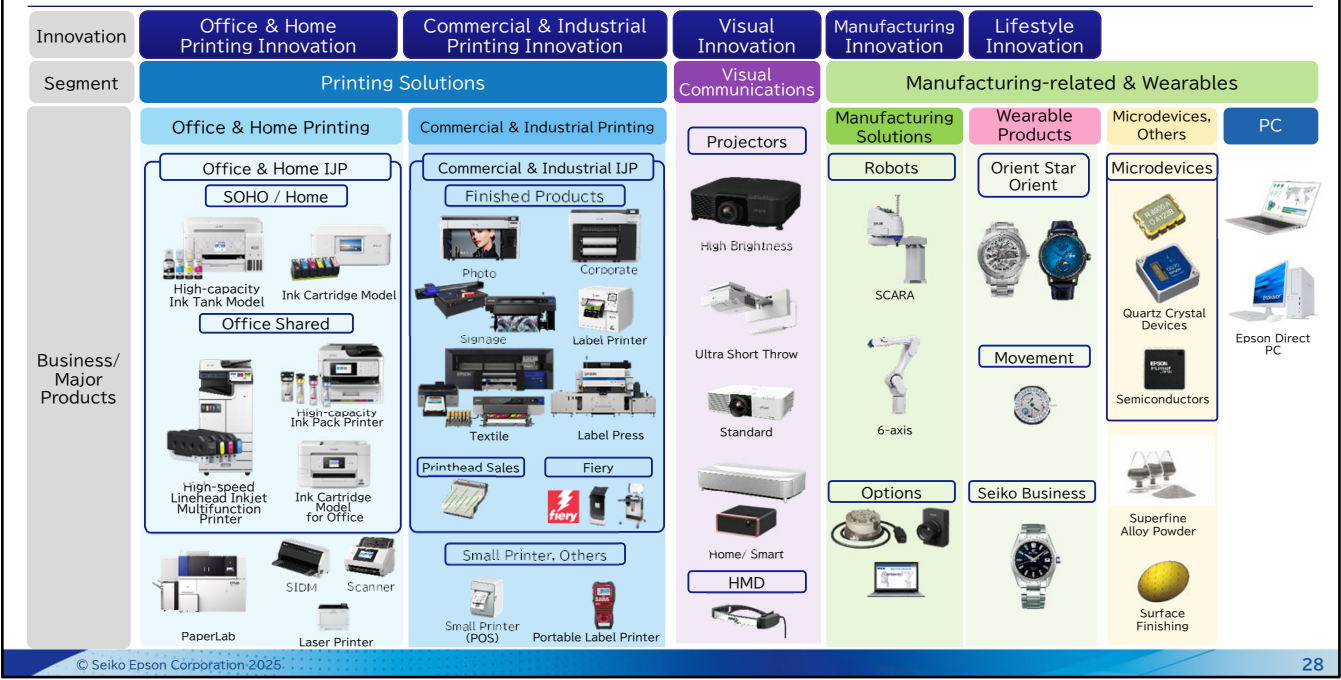 Innovation
Office & Home
Printing Innovation
Commercial & Industrial
Printing Innovation
Visual
Innovation
Manufacturing
Innovation
Lifestyle
Innovation
Segment
Printing Solutions
Visual
Communications
Manufacturing-related & Wearables
Business/
Major
Products
Office & Home Printing
Office & Home IJP
SOHO / Home
High-capacity
Ink Tank Model
Ink Cartridge Model
Office Shared
High-speed
Linehead Inkjet
Multifunction
Printer
High-capacity
Ink Pack Printer
Ink Cartridge
Model
for Office
PaperLab
SIDM
Scanner
Laser Printer
Commercial & Industrial Printing
Commercial & Industrial IJP
Finished Products
Photo
Corporate
Signage
Label Printer
EPSON
Textile
Label Press
Printhead Sales
Fiery
fiery
Small Printer, Others
Small Printer
(POS)
Portable Label Printer
Projectors
High Brightness
Ultra Short Throw
Standard
Home/ Smart
HMD
Manufacturing
Solutions
Robots
SCARA
6-axis
Options
Wearable
Products
Orient Star
Orient
Movement
Seiko Business
Microdevices,
Others
Microdevices
Quartz Crystal
Devices
EPSON
Semiconductors
Superfine
Alloy Powder
Surface
Finishing
PC
Epson Direct
PC
© Seiko Epson Corporation 2025
28